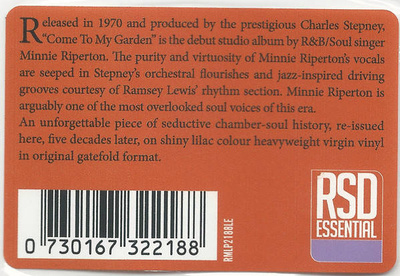 Released in 1970 and produced by the prestigious Charles Stepney,
"Come To My Garden" is the debut studio album by R&B/Soul singer
Minnie Riperton. The purity and virtuosity of Minnie Riperton's vocals
are seeped in Stepney's orchestral flourishes and jazz-inspired driving
grooves courtesy of Ramsey Lewis' rhythm section. Minnie Riperton is
arguably one of the most overlooked soul voices of this era.
An unforgettable piece of seductive chamber-soul history, re-issued
here, five decades later, on shiny lilac colour heavyweight virgin vinyl
in original gatefold format.
0 730167 322188
RMLP2188LE
RSD
ESSENTIAL